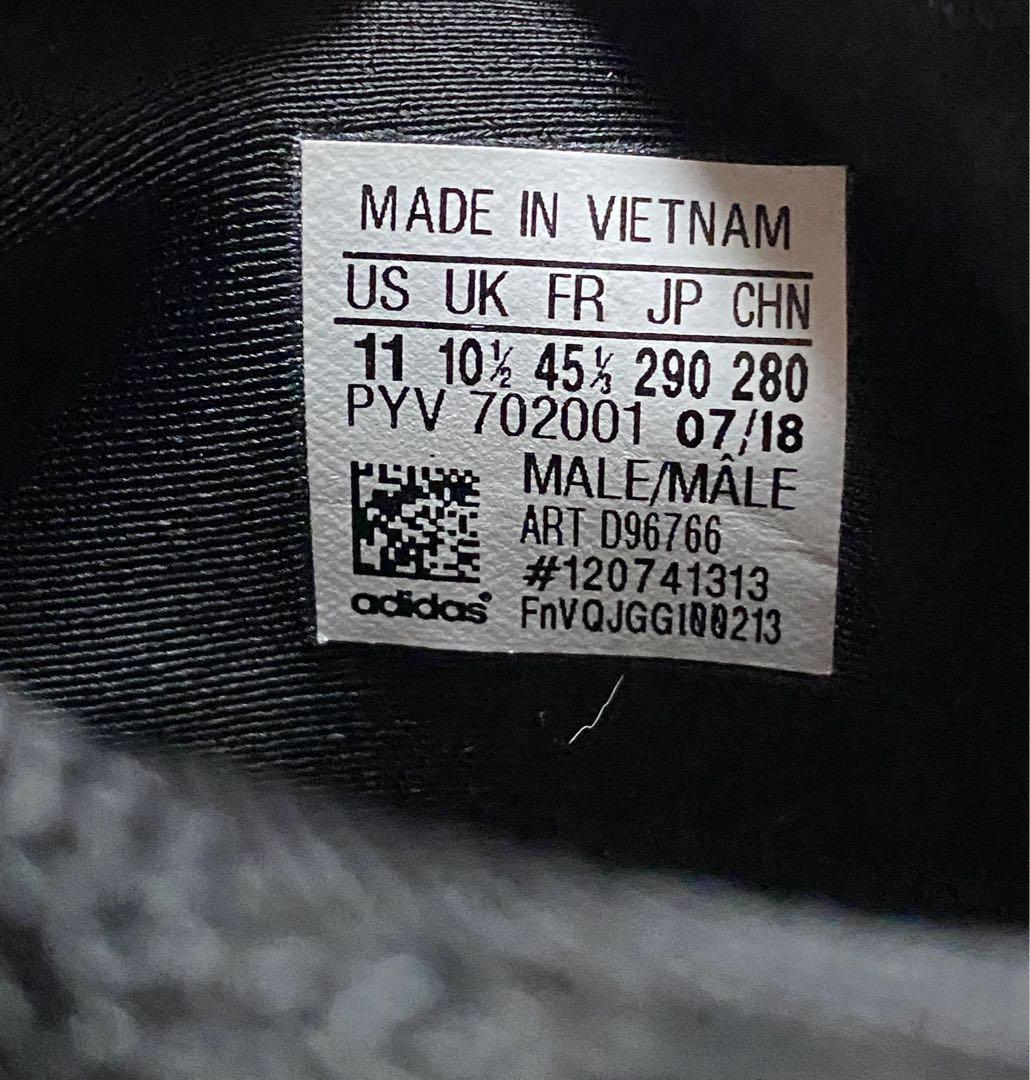 MADE IN VIETNAM
US UK FR JP CHN
11 10½ 45⅓ 290 280
PYV 702001 07/18
MALE/MÂLE
ART D96766
#120741313
adidas
FnVQJGGI00213